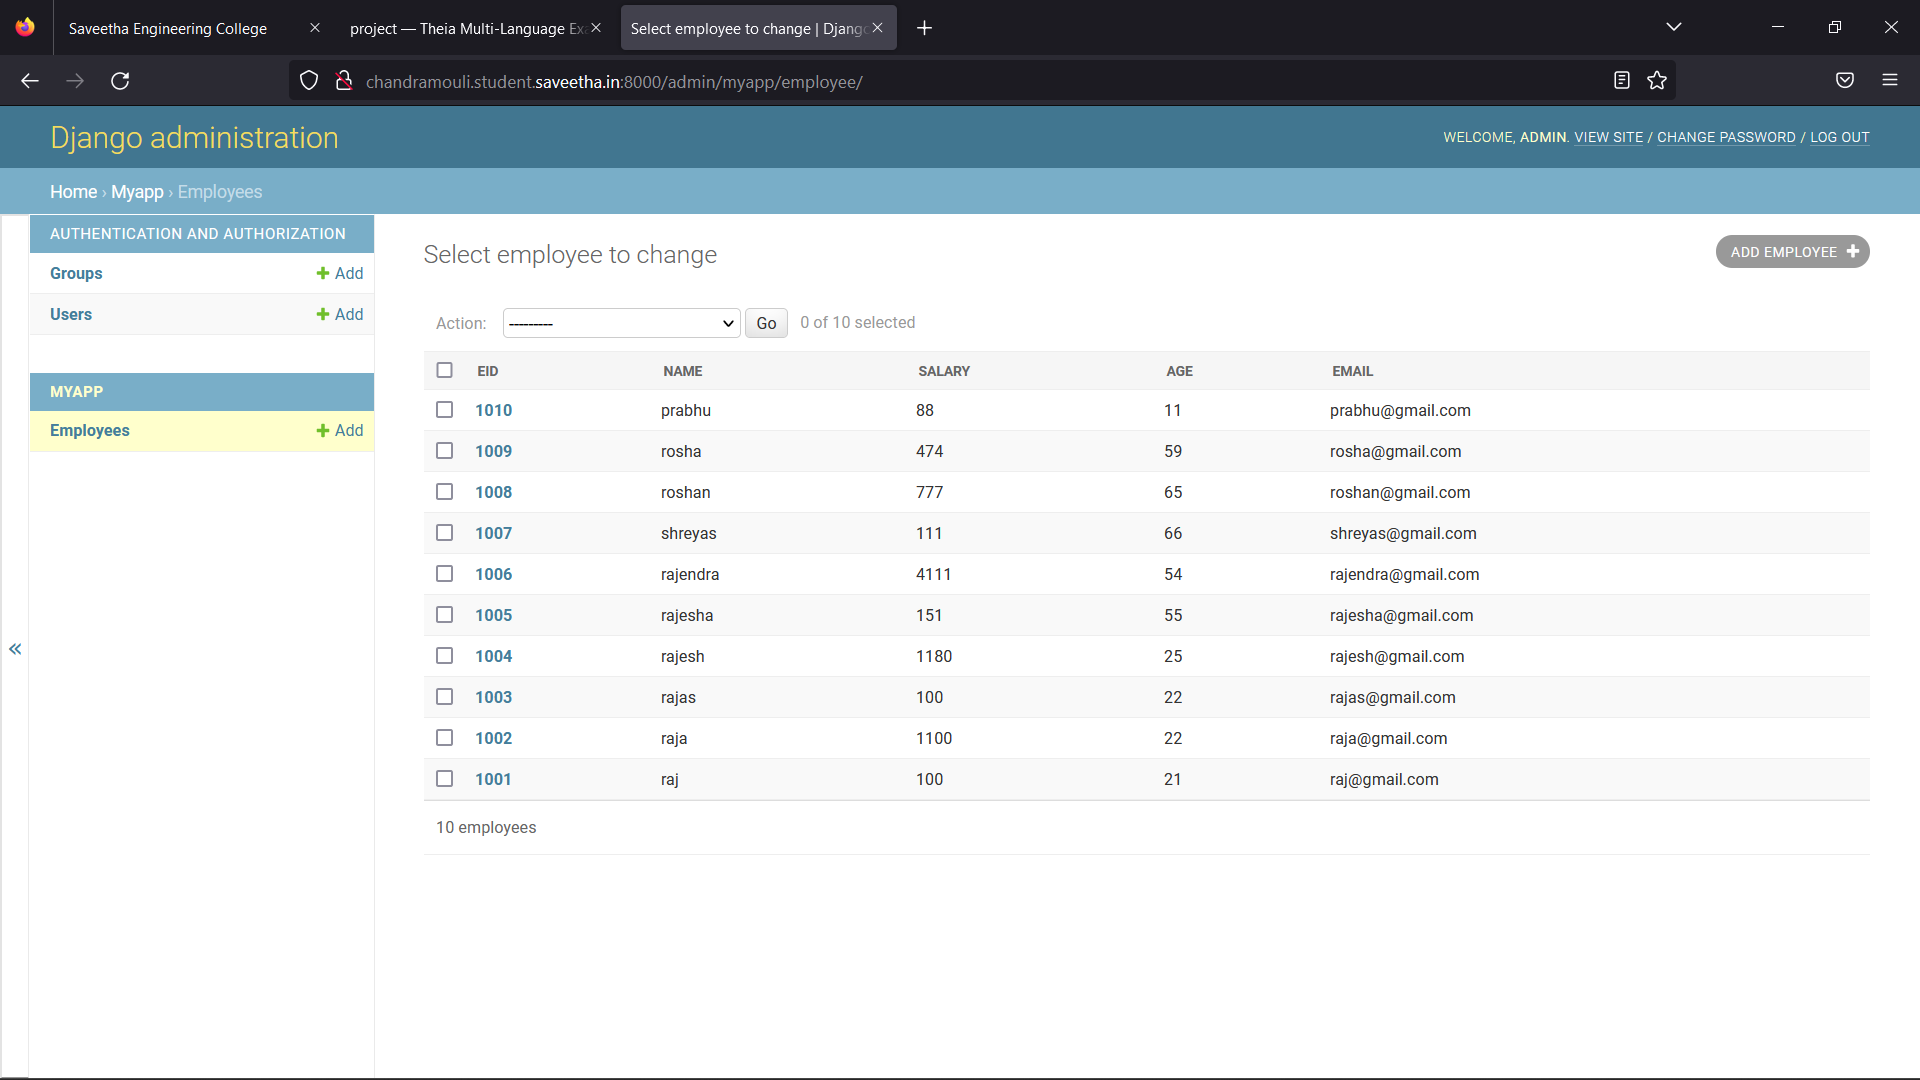 Saveetha Engineering College
project — Theia Multi-Language Ex
Select employee to change | Djang
chandramouli.student.saveetha.in:8000/admin/myapp/employee/
Django administration
WELCOME, ADMIN. VIEW SITE / CHANGE PASSWORD / LOG OUT
Home › Myapp › Employees
AUTHENTICATION AND AUTHORIZATION
Groups Add
Users Add
MYAPP
Employees Add
«
Select employee to change
ADD EMPLOYEE
Action: --------- Go 0 of 10 selected
EID NAME SALARY AGE EMAIL
1010 prabhu 88 11 prabhu@gmail.com
1009 rosha 474 59 rosha@gmail.com
1008 roshan 777 65 roshan@gmail.com
1007 shreyas 111 66 shreyas@gmail.com
1006 rajendra 4111 54 rajendra@gmail.com
1005 rajesha 151 55 rajesha@gmail.com
1004 rajesh 1180 25 rajesh@gmail.com
1003 rajas 100 22 rajas@gmail.com
1002 raja 1100 22 raja@gmail.com
1001 raj 100 21 raj@gmail.com
10 employees